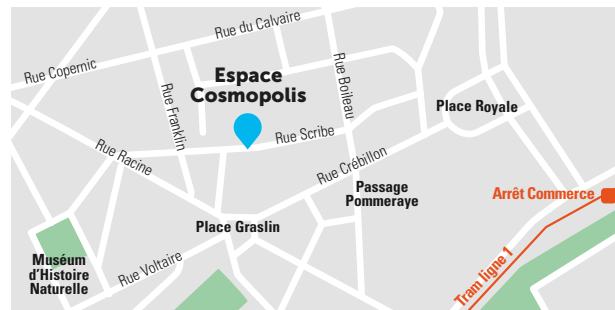 Rue du Calvaire
Rue Copernic
Espace
Cosmopolis
Rue Franklin
Rue Boileau
Place Royale
Rue Scribe
Rue Racine
Rue Crébillon
Passage
Pommeraye
Arrêt Commerce
Place Graslin
Muséum
d'Histoire
Naturelle
Rue Voltaire
Tram ligne 1